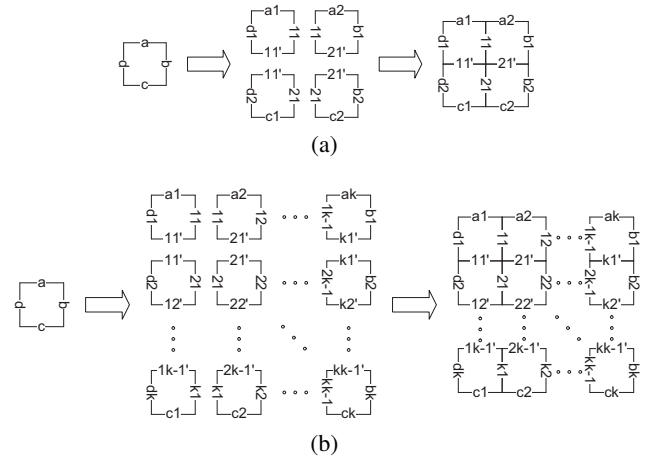 a1 a2 a1 a2
d1 11 11 b1 d1 11 b1
a 11' 21' 11' 21'
d b 11' 21' d2 21 b2
c d2 21 21 b2 c1 c2
c1 c2
(a)
a1 a2 ak
d1 11 11 12 1k-1 b1 a1 a2 ak
11' 21' k1' d1 11 12 1k-1 b1
11' 21' k1' 11' 21' k1'
a d2 21 21 22 2k-1 b2 d2 21 22 2k-1 b2
d b 12' 22' k2' 12' 22' k2'
c
1k-1' 2k-1' kk-1' 1k-1' 2k-1' kk-1'
dk k1 k1 k2 kk-1 bk dk k1 k2 kk-1 bk
c1 c2 ck c1 c2 ck
(b)